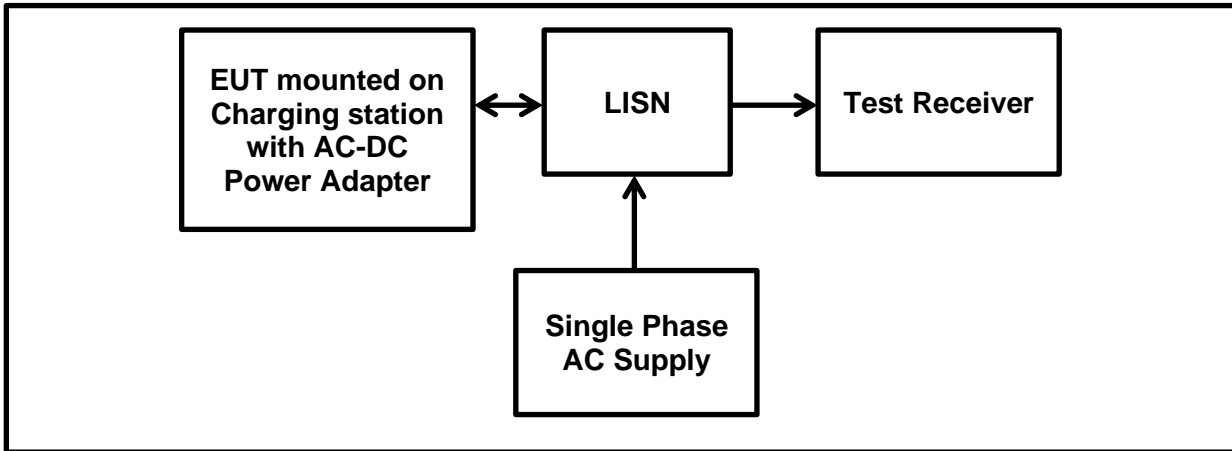 EUT mounted on
Charging station
with AC-DC
Power Adapter
LISN
Test Receiver
Single Phase
AC Supply